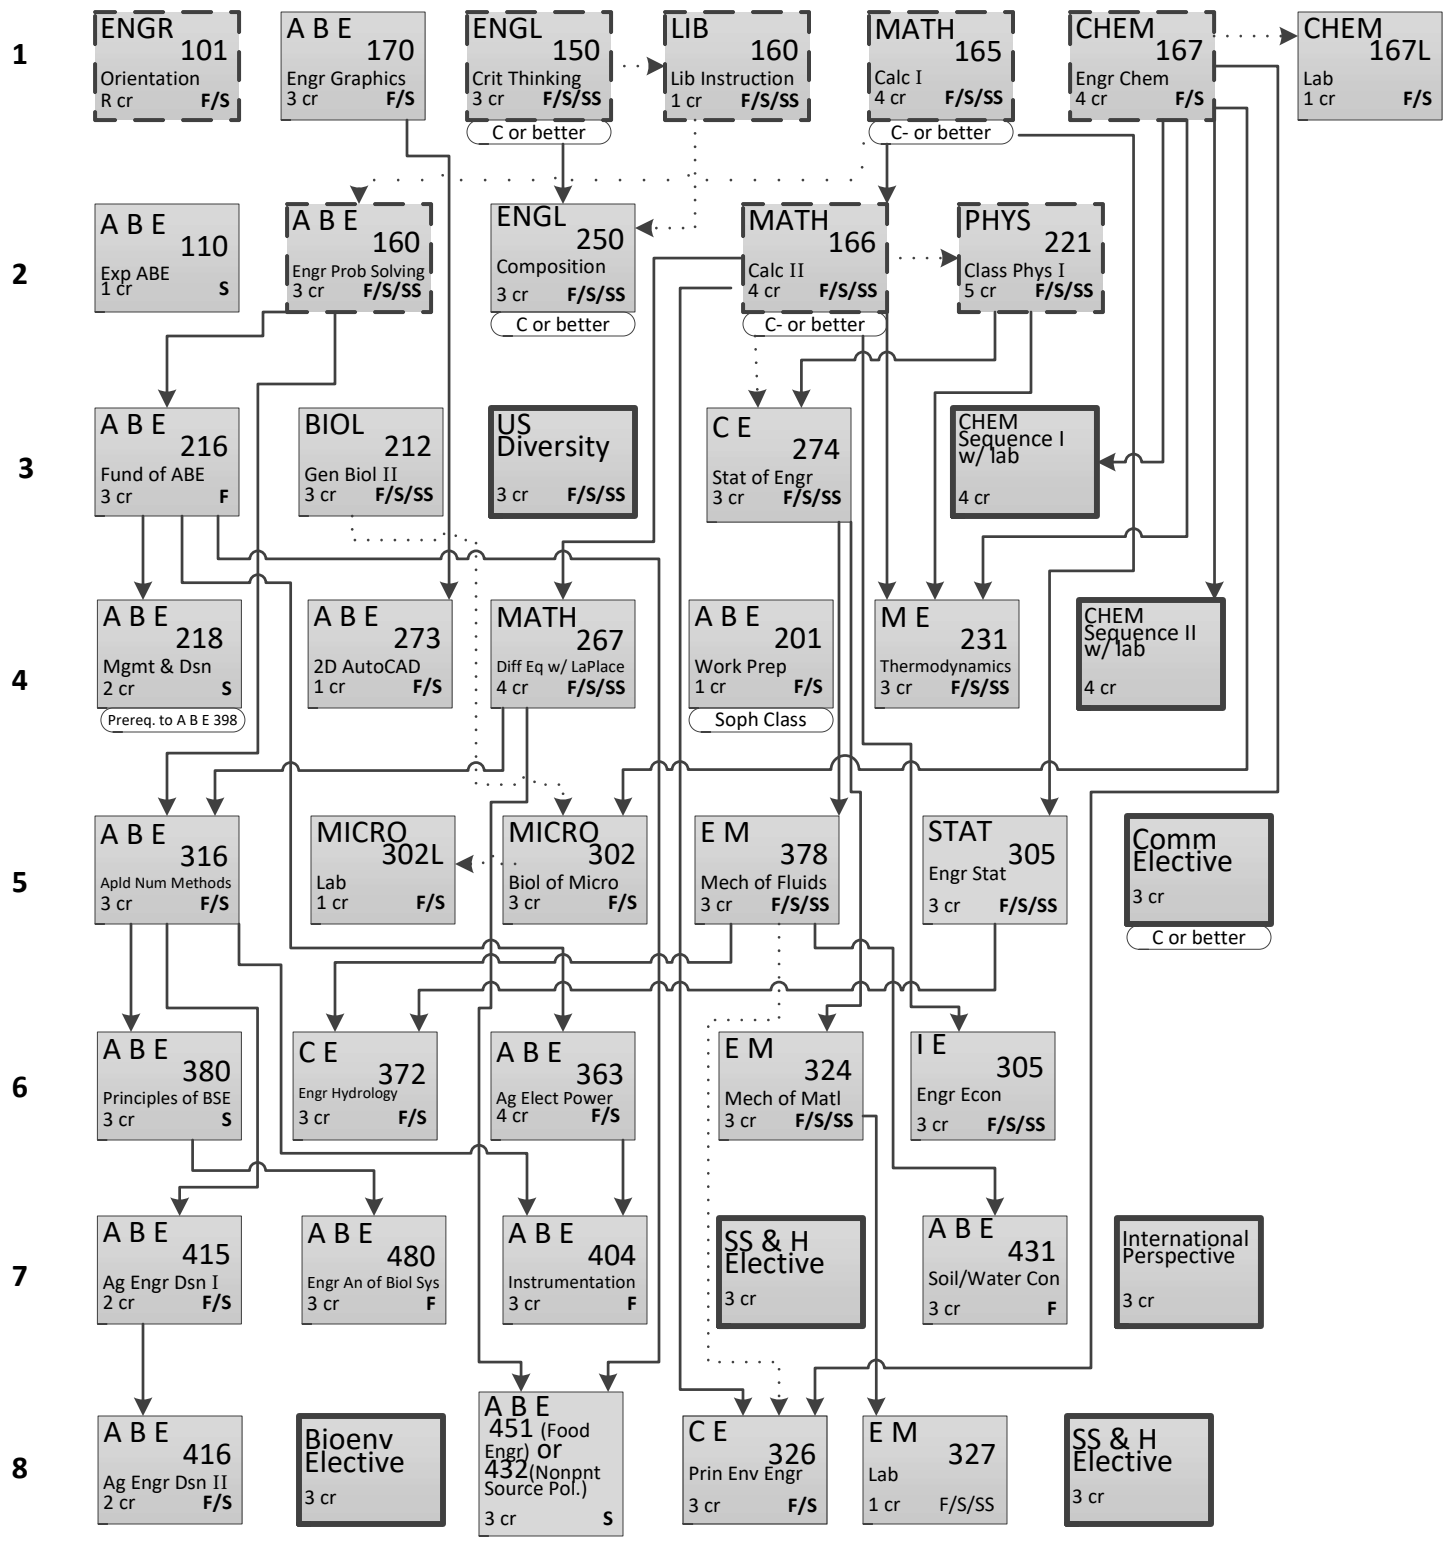 1
ENGR
101
Orientation
R cr F/S
A B E
170
Engr Graphics
3 cr F/S
ENGL
150
Crit Thinking
3 cr F/S/SS
C or better
LIB
160
Lib Instruction
1 cr F/S/SS
MATH
165
Calc I
4 cr F/S/SS
C- or better
CHEM
167
Engr Chem
4 cr F/S
CHEM
167L
Lab
1 cr F/S
2
A B E
110
Exp ABE
1 cr S
A B E
160
Engr Prob Solving
3 cr F/S/SS
ENGL
250
Composition
3 cr F/S/SS
C or better
MATH
166
Calc II
4 cr F/S/SS
C- or better
PHYS
221
Class Phys I
5 cr F/S/SS
3
A B E
216
Fund of ABE
3 cr F
BIOL
212
Gen Biol II
3 cr F/S/SS
US
Diversity
3 cr F/S/SS
C E
274
Stat of Engr
3 cr F/S/SS
CHEM
Sequence I
w/ lab
4 cr
4
A B E
218
Mgmt & Dsn
2 cr S
Prereq. to A B E 398
A B E
273
2D AutoCAD
1 cr F/S
MATH
267
Diff Eq w/ LaPlace
4 cr F/S/SS
A B E
201
Work Prep
1 cr F/S
Soph Class
M E
231
Thermodynamics
3 cr F/S/SS
CHEM
Sequence II
w/ lab
4 cr
5
A B E
316
Apld Num Methods
3 cr F/S
MICRO
302L
Lab
1 cr F/S
MICRO
302
Biol of Micro
3 cr F/S
E M
378
Mech of Fluids
3 cr F/S/SS
STAT
305
Engr Stat
3 cr F/S/SS
Comm
Elective
3 cr
C or better
6
A B E
380
Principles of BSE
3 cr S
C E
372
Engr Hydrology
3 cr F/S
A B E
363
Ag Elect Power
4 cr F/S
E M
324
Mech of Matl
3 cr F/S/SS
I E
305
Engr Econ
3 cr F/S/SS
7
A B E
415
Ag Engr Dsn I
2 cr F/S
A B E
480
Engr An of Biol Sys
3 cr F
A B E
404
Instrumentation
3 cr F
SS & H
Elective
3 cr
A B E
431
Soil/Water Con
3 cr F
International
Perspective
3 cr
8
A B E
416
Ag Engr Dsn II
2 cr F/S
Bioenv
Elective
3 cr
A B E
451 (Food
Engr) or
432(Nonpnt
Source Pol.)
3 cr S
C E
326
Prin Env Engr
3 cr F/S
E M
327
Lab
1 cr F/S/SS
SS & H
Elective
3 cr